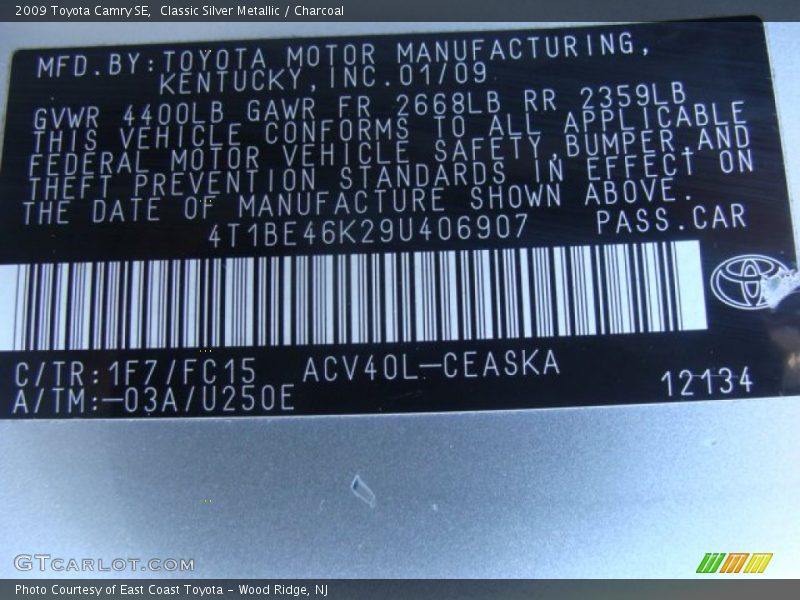 2009 Toyota Camry SE,  Classic Silver Metallic / Charcoal
MFD.BY:TOYOTA MOTOR MANUFACTURING,
KENTUCKY,INC.01/09
GVWR 4400LB GAWR FR 2668LB RR 2359LB
THIS VEHICLE CONFORMS TO ALL APPLICABLE
FEDERAL MOTOR VEHICLE SAFETY,BUMPER,AND
THEFT PREVENTION STANDARDS IN EFFECT ON
THE DATE OF MANUFACTURE SHOWN ABOVE.
4T1BE46K29U406907 PASS.CAR
C/TR:1F7/FC15 ACV40L-CEASKA
A/TM:-03A/U250E 12134
GTCARLOT.COM
Photo Courtesy of East Coast Toyota – Wood Ridge, NJ